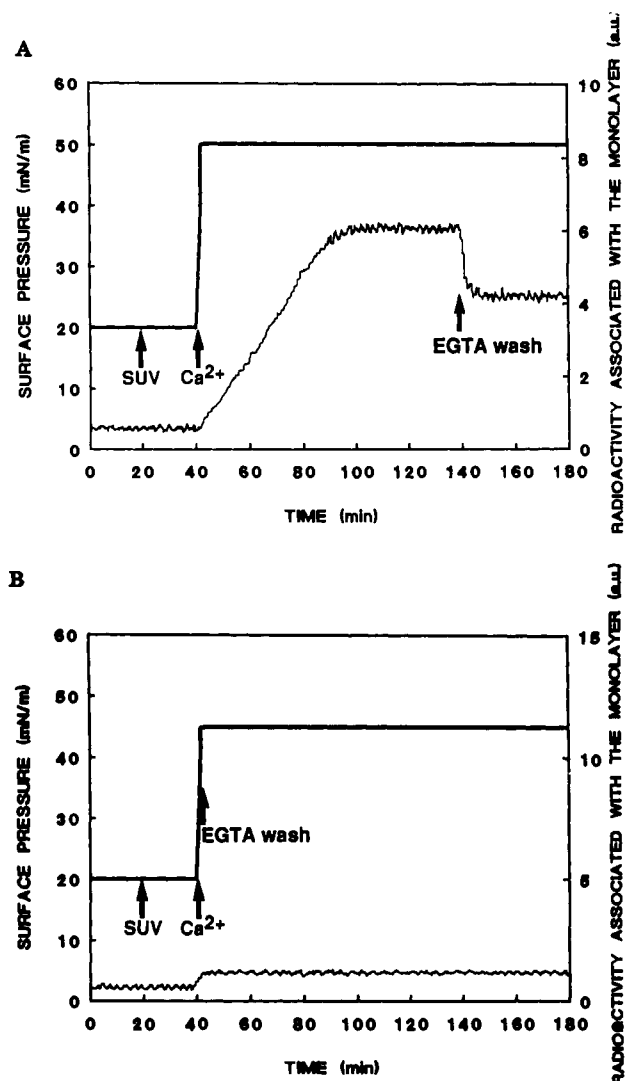 A
60
50
40
30
20
10
0
SURFACE PRESSURE (mN/m)
SUV
Ca2+
EGTA wash
0 20 40 60 80 100 120 140 160 180
TIME (min)
10
8
6
4
2
0
RADIOACTIVITY ASSOCIATED WITH THE MONOLAYER (a.u.)
B
60
50
40
30
20
10
0
SURFACE PRESSURE (mN/m)
EGTA wash
SUV
Ca2+
0 20 40 60 80 100 120 140 160 180
TIME (min)
15
10
5
0
RADIOACTIVITY ASSOCIATED WITH THE MONOLAYER (a.u)